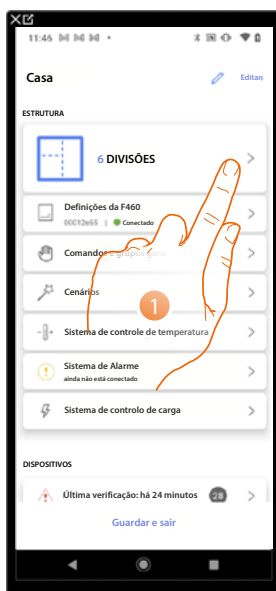 11:46
Casa
Editan
ESTRUTURA
6 DIVISÕES
Definições da F460
00012e65 | Conectado
Comandos e grupos gerais
Cenários
1
Sistema de controle de temperatura
Sistema de Alarme
ainda não está conectado
Sistema de controlo de carga
DISPOSITIVOS
Última verificação: há 24 minutos 28
Guardar e sair